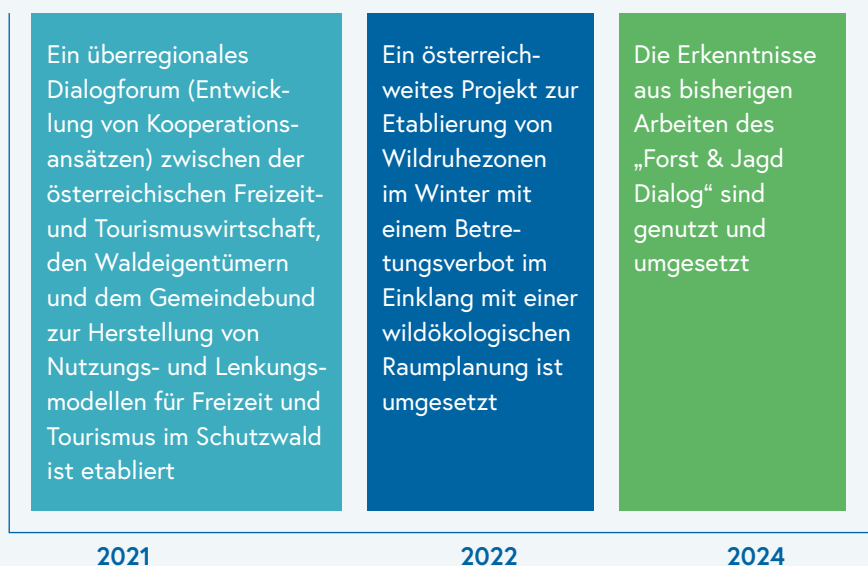 Ein überregionales
Dialogforum (Entwick-
lung von Kooperations-
ansätzen) zwischen der
österreichischen Freizeit-
und Tourismuswirtschaft,
den Waldeigentümern
und dem Gemeindebund
zur Herstellung von
Nutzungs- und Lenkungs-
modellen für Freizeit und
Tourismus im Schutzwald
ist etabliert
2021
Ein österreich-
weites Projekt zur
Etablierung von
Wildruhezonen
im Winter mit
einem Betre-
tungsverbot im
Einklang mit einer
wildökologischen
Raumplanung ist
umgesetzt
2022
Die Erkenntnisse
aus bisherigen
Arbeiten des
„Forst & Jagd
Dialog“ sind
genutzt und
umgesetzt
2024